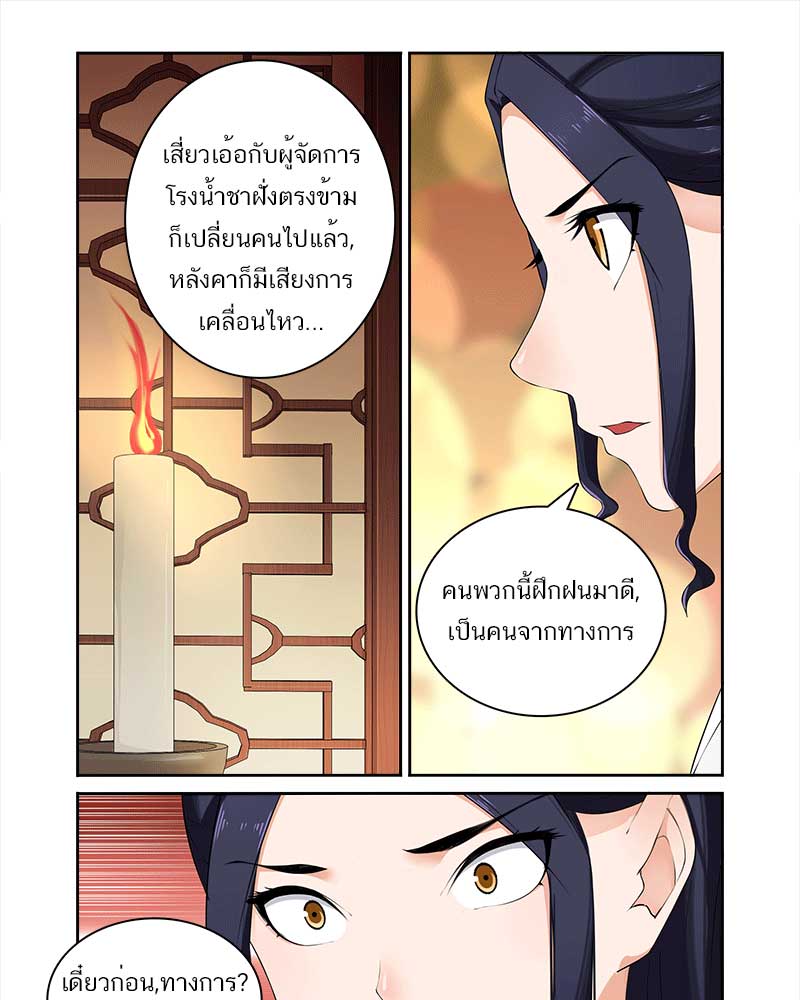 เสี่ยวเอ้อกับผู้จัดการ
โรงน้ำชาฝั่งตรงข้าม
ก็เปลี่ยนคนไปแล้ว,
หลังคาก็มีเสียงการ
เคลื่อนไหว...
คนพวกนี้ฝึกฝนมาดี,
เป็นคนจากทางการ
เดี๋ยวก่อน,ทางการ?